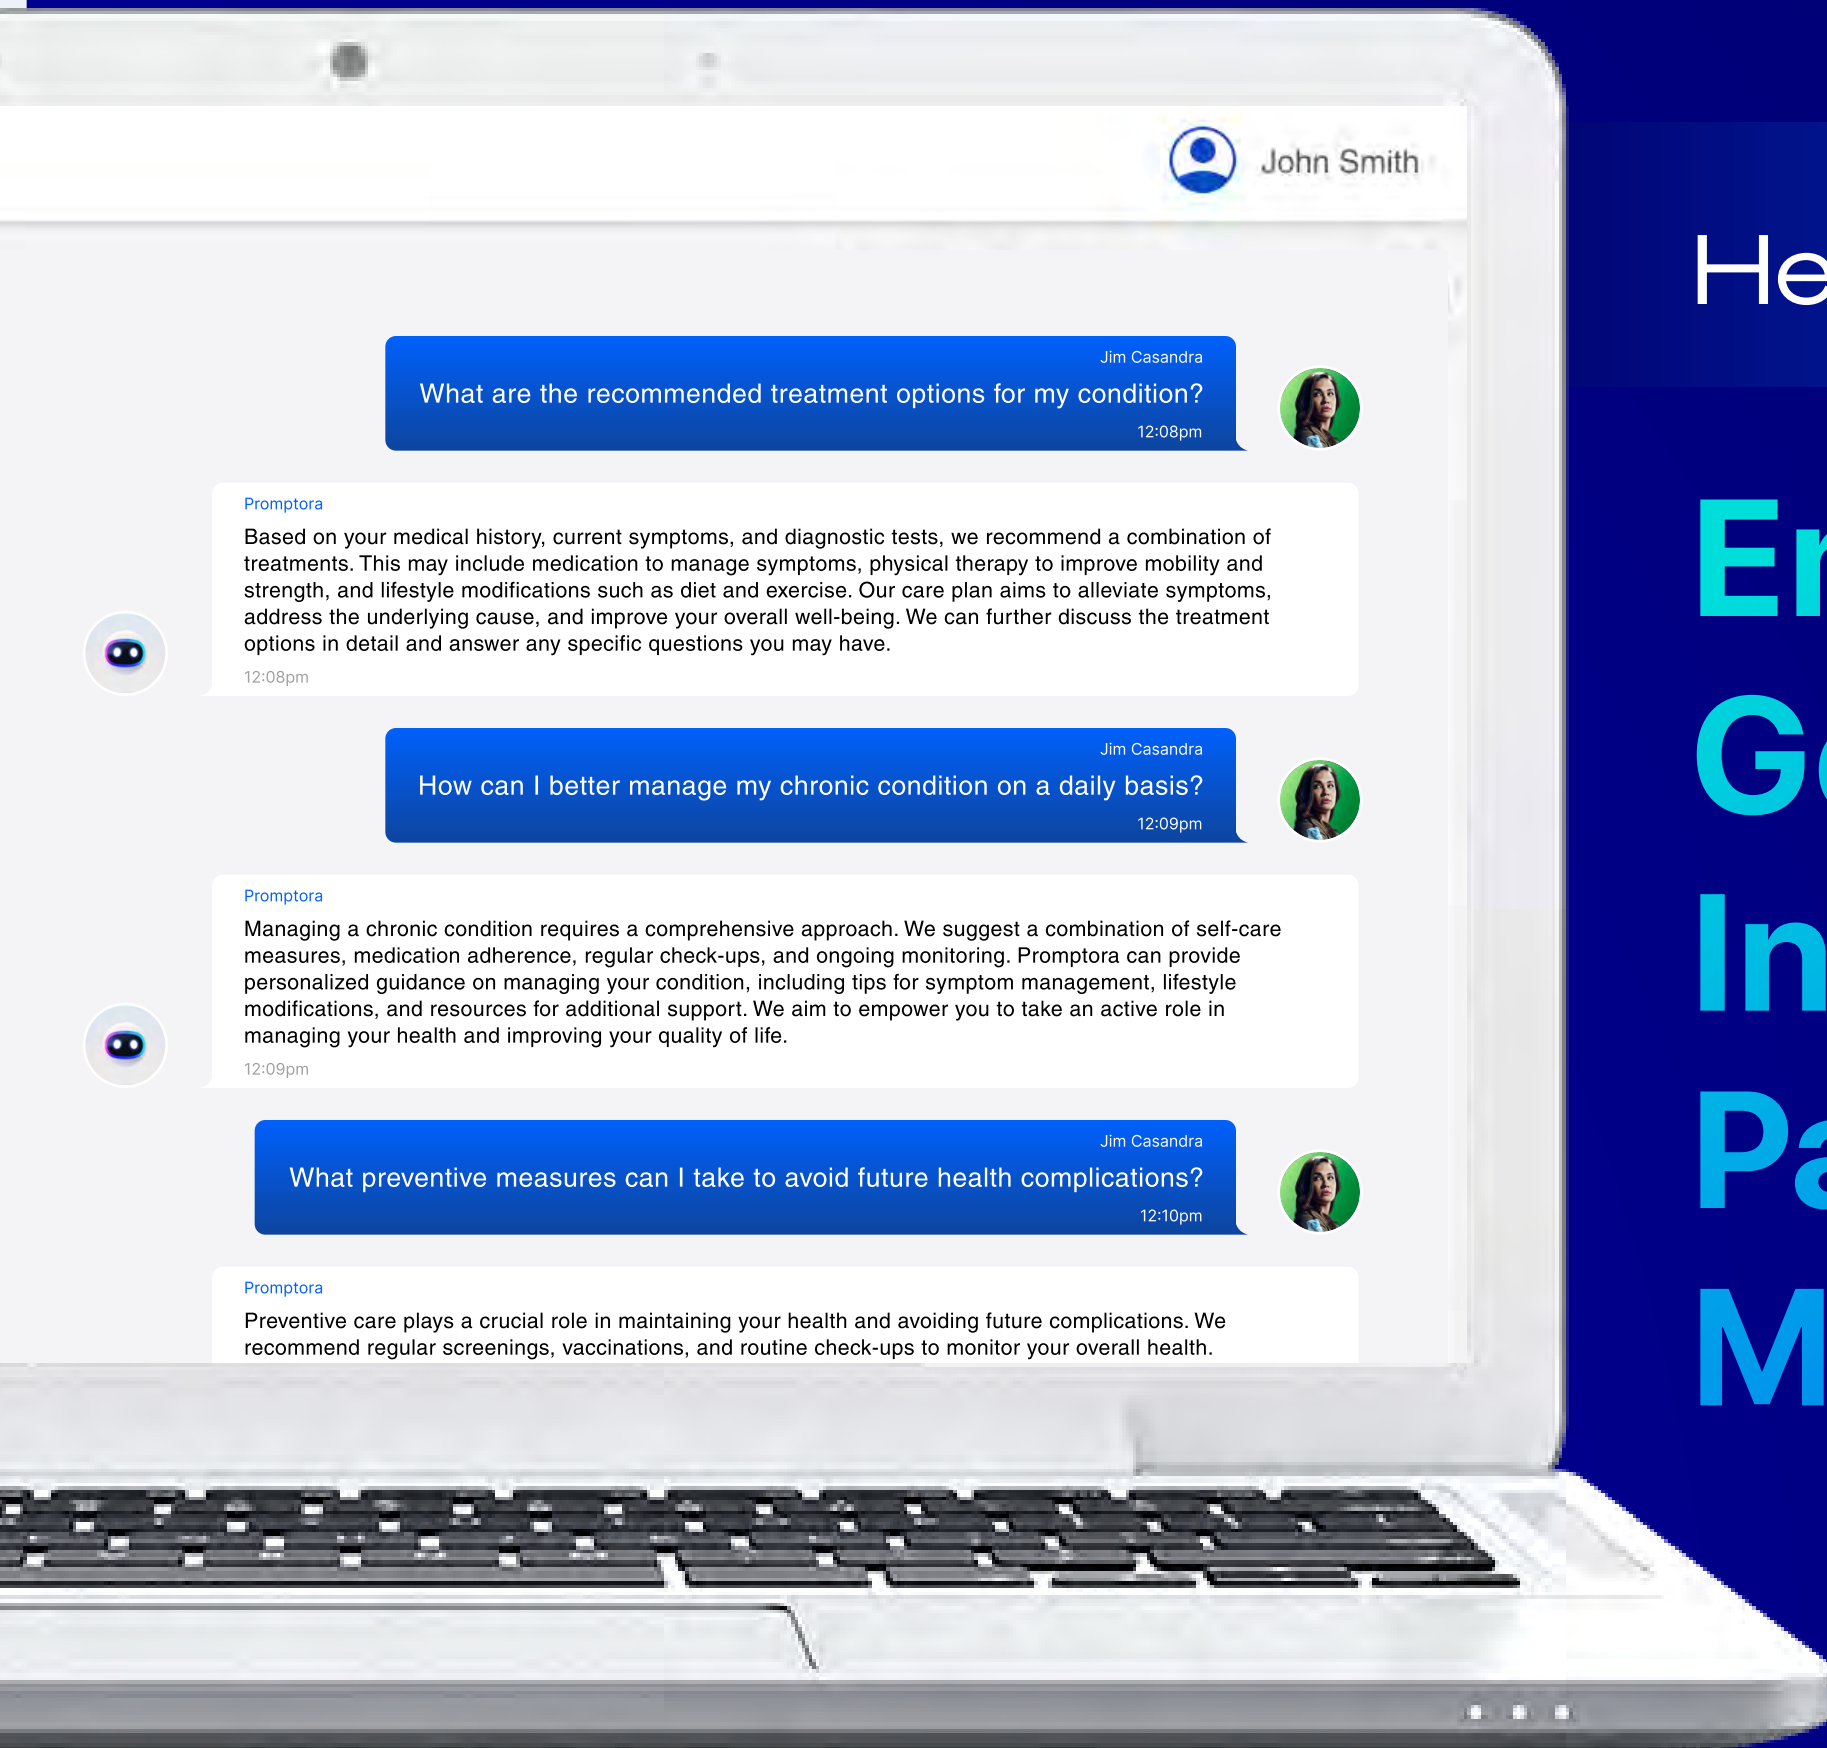 John Smith
Jim Casandra
What are the recommended treatment options for my condition?
12:08pm
Promptora
Based on your medical history, current symptoms, and diagnostic tests, we recommend a combination of
treatments. This may include medication to manage symptoms, physical therapy to improve mobility and
strength, and lifestyle modifications such as diet and exercise. Our care plan aims to alleviate symptoms,
address the underlying cause, and improve your overall well-being. We can further discuss the treatment
options in detail and answer any specific questions you may have.
12:08pm
Jim Casandra
How can I better manage my chronic condition on a daily basis?
12:09pm
Promptora
Managing a chronic condition requires a comprehensive approach. We suggest a combination of self-care
measures, medication adherence, regular check-ups, and ongoing monitoring. Promptora can provide
personalized guidance on managing your condition, including tips for symptom management, lifestyle
modifications, and resources for additional support. We aim to empower you to take an active role in
managing your health and improving your quality of life.
12:09pm
Jim Casandra
What preventive measures can I take to avoid future health complications?
12:10pm
Promptora
Preventive care plays a crucial role in maintaining your health and avoiding future complications. We
recommend regular screenings, vaccinations, and routine check-ups to monitor your overall health.